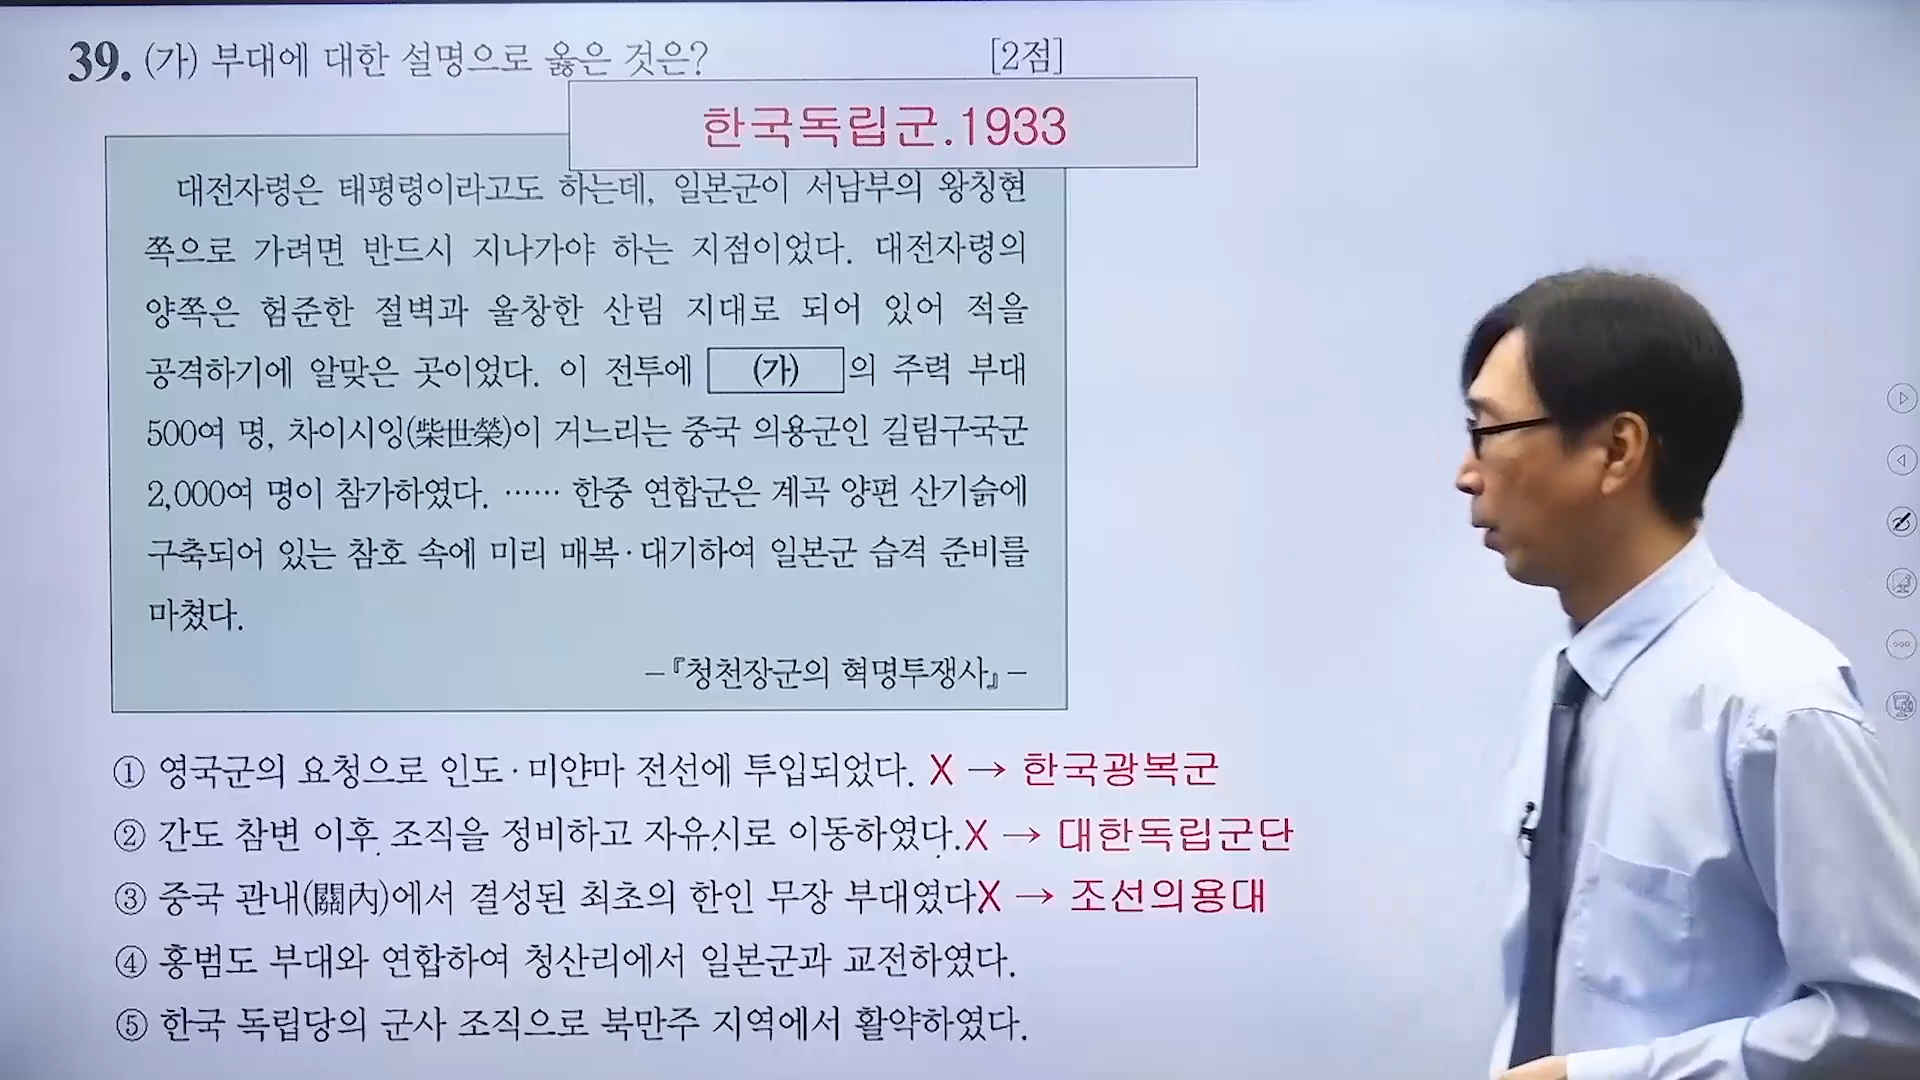 39. (가) 부대에 대한 설명으로 옳은 것은? [2점]
한국독립군.1933
대전자령은 태평령이라고도 하는데, 일본군이 서남부의 왕칭현
쪽으로 가려면 반드시 지나가야 하는 지점이었다. 대전자령의
양쪽은 험준한 절벽과 울창한 산림 지대로 되어 있어 적을
공격하기에 알맞은 곳이었다. 이 전투에 (가) 의 주력 부대
500여 명, 차이시잉(柴世榮)이 거느리는 중국 의용군인 길림구국군
2,000여 명이 참가하였다. …… 한중 연합군은 계곡 양편 산기슭에
구축되어 있는 참호 속에 미리 매복·대기하여 일본군 습격 준비를
마쳤다.
-『청천장군의 혁명투쟁사』-
① 영국군의 요청으로 인도·미얀마 전선에 투입되었다. X → 한국광복군
② 간도 참변 이후 조직을 정비하고 자유시로 이동하였다.X → 대한독립군단
③ 중국 관내(關內)에서 결성된 최초의 한인 무장 부대였다.X → 조선의용대
④ 홍범도 부대와 연합하여 청산리에서 일본군과 교전하였다.
⑤ 한국 독립당의 군사 조직으로 북만주 지역에서 활약하였다.